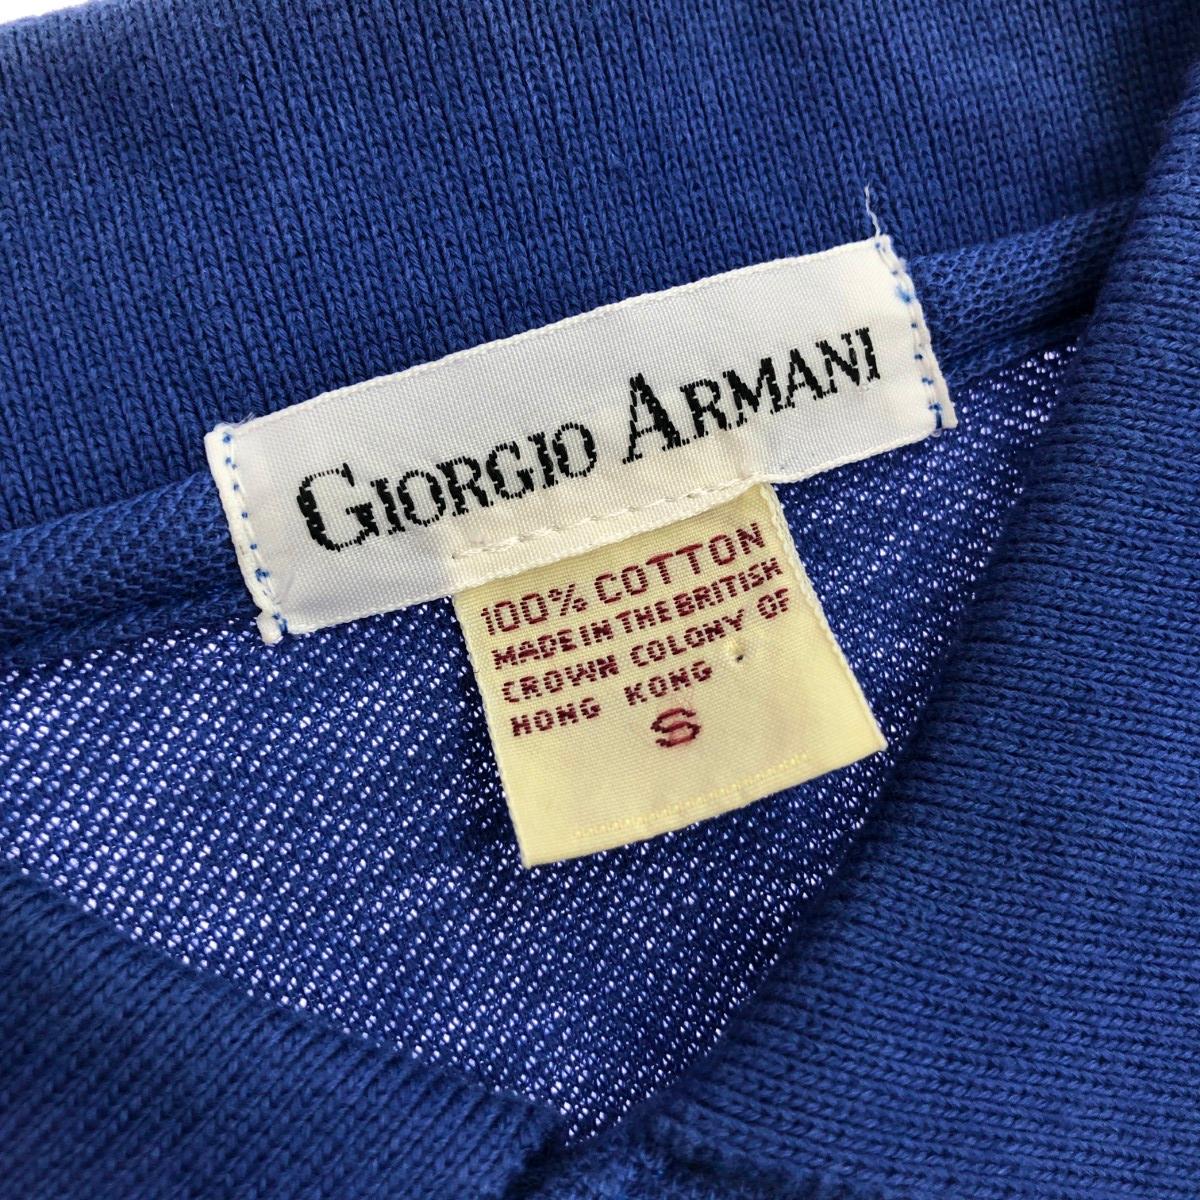 GIORGIO ARMANI
100% COTTON
MADE IN THE BRITISH
CROWN COLONY OF
HONG KONG
S